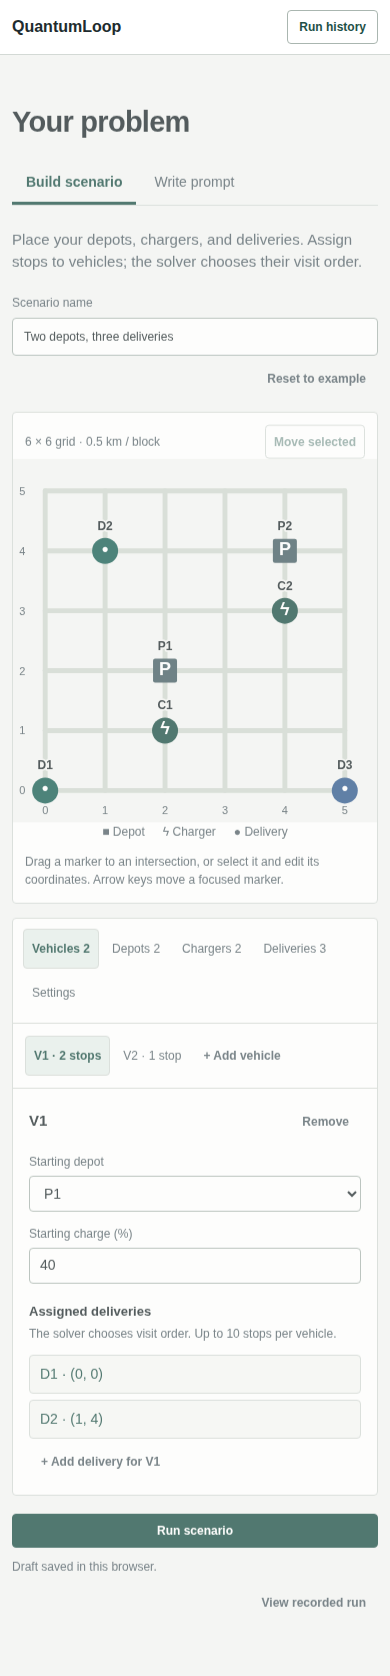 QuantumLoop
Run history
Your problem
Build scenario
Write prompt
Place your depots, chargers, and deliveries. Assign
stops to vehicles; the solver chooses their visit order.
Scenario name
Two depots, three deliveries
Reset to example
6 × 6 grid · 0.5 km / block
Move selected
5
D2
P2
4
P
C2
3
P1
2
P
C1
1
D1
D3
0
0 1 2 3 4 5
■ Depot ϟ Charger ● Delivery
Drag a marker to an intersection, or select it and edit its
coordinates. Arrow keys move a focused marker.
Vehicles 2
Depots 2
Chargers 2
Deliveries 3
Settings
V1 · 2 stops
V2 · 1 stop
+ Add vehicle
V1
Remove
Starting depot
P1
Starting charge (%)
40
Assigned deliveries
The solver chooses visit order. Up to 10 stops per vehicle.
D1 · (0, 0)
D2 · (1, 4)
+ Add delivery for V1
Run scenario
Draft saved in this browser.
View recorded run